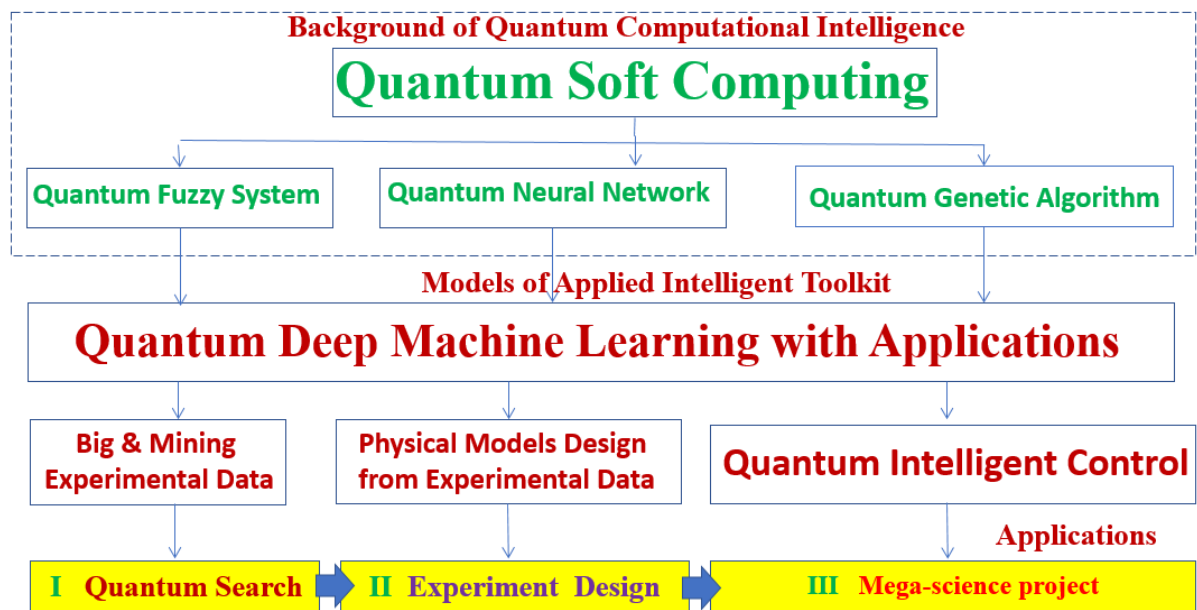 Background of Quantum Computational Intelligence
Quantum Soft Computing
Quantum Fuzzy System
Quantum Neural Network
Quantum Genetic Algorithm
Models of Applied Intelligent Toolkit
Quantum Deep Machine Learning with Applications
Big & Mining
Experimental Data
Physical Models Design
from Experimental Data
Quantum Intelligent Control
Applications
I Quantum Search
II Experiment Design
III Mega-science project